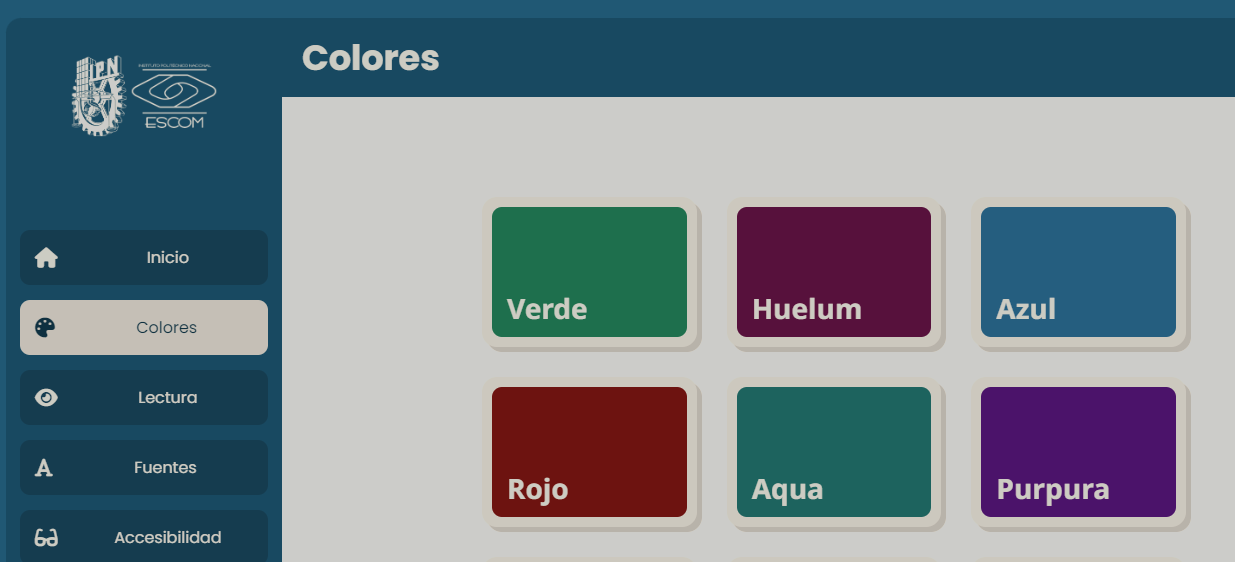 IPN
INSTITUTO POLITÉCNICO NACIONAL
ESCOM
Colores
Inicio
Colores
Lectura
Fuentes
Accesibilidad
Verde
Huelum
Azul
Rojo
Aqua
Purpura